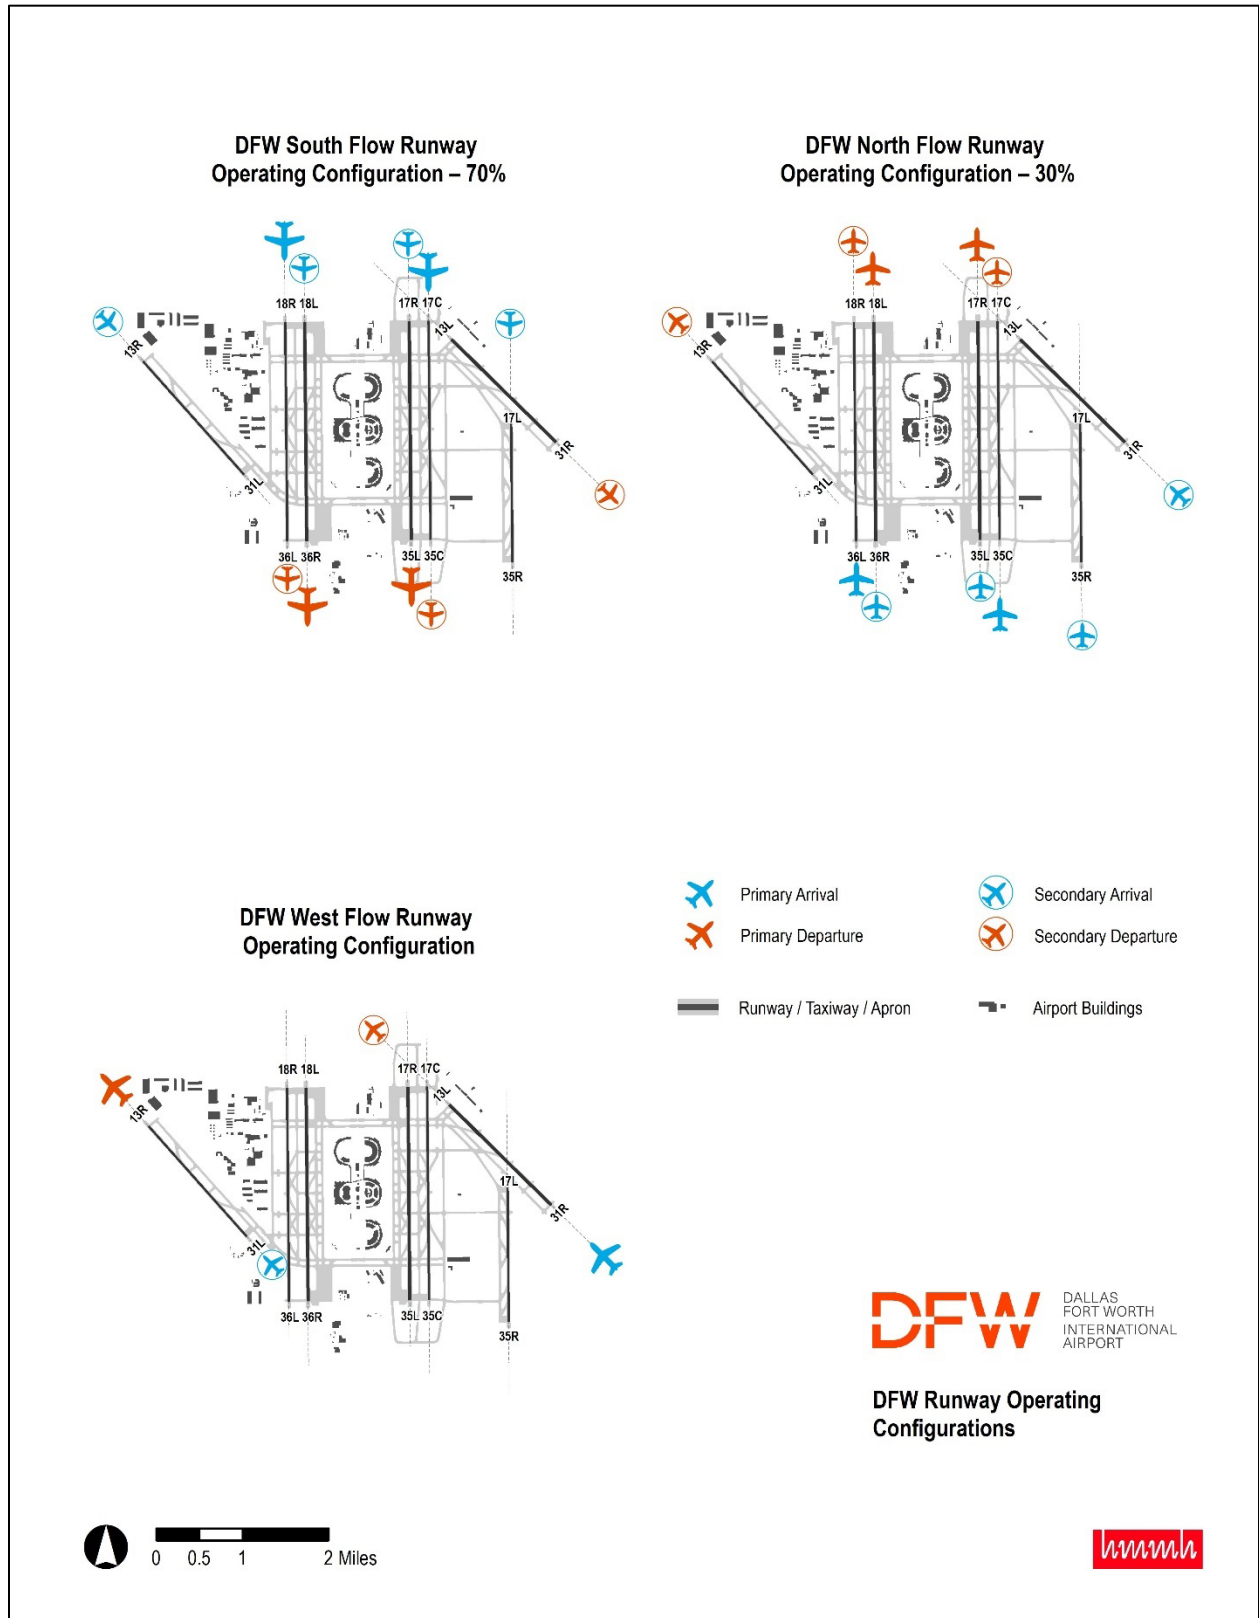 DFW South Flow Runway
Operating Configuration – 70%
18R 18L
17R 17C
13L
13R
17L
31R
31L
36L 36R
35L 35C
35R
DFW North Flow Runway
Operating Configuration – 30%
18R 18L
17R 17C
13L
13R
17L
31R
31L
36L 36R
35L 35C
35R
Primary Arrival
Secondary Arrival
Primary Departure
Secondary Departure
Runway / Taxiway / Apron
Airport Buildings
DFW West Flow Runway
Operating Configuration
18R 18L
17R 17C
13L
13R
17L
31R
31L
36L 36R
35L 35C
35R
DFW
DALLAS
FORT WORTH
INTERNATIONAL
AIRPORT
DFW Runway Operating
Configurations
0 0.5 1 2 Miles
hmmh